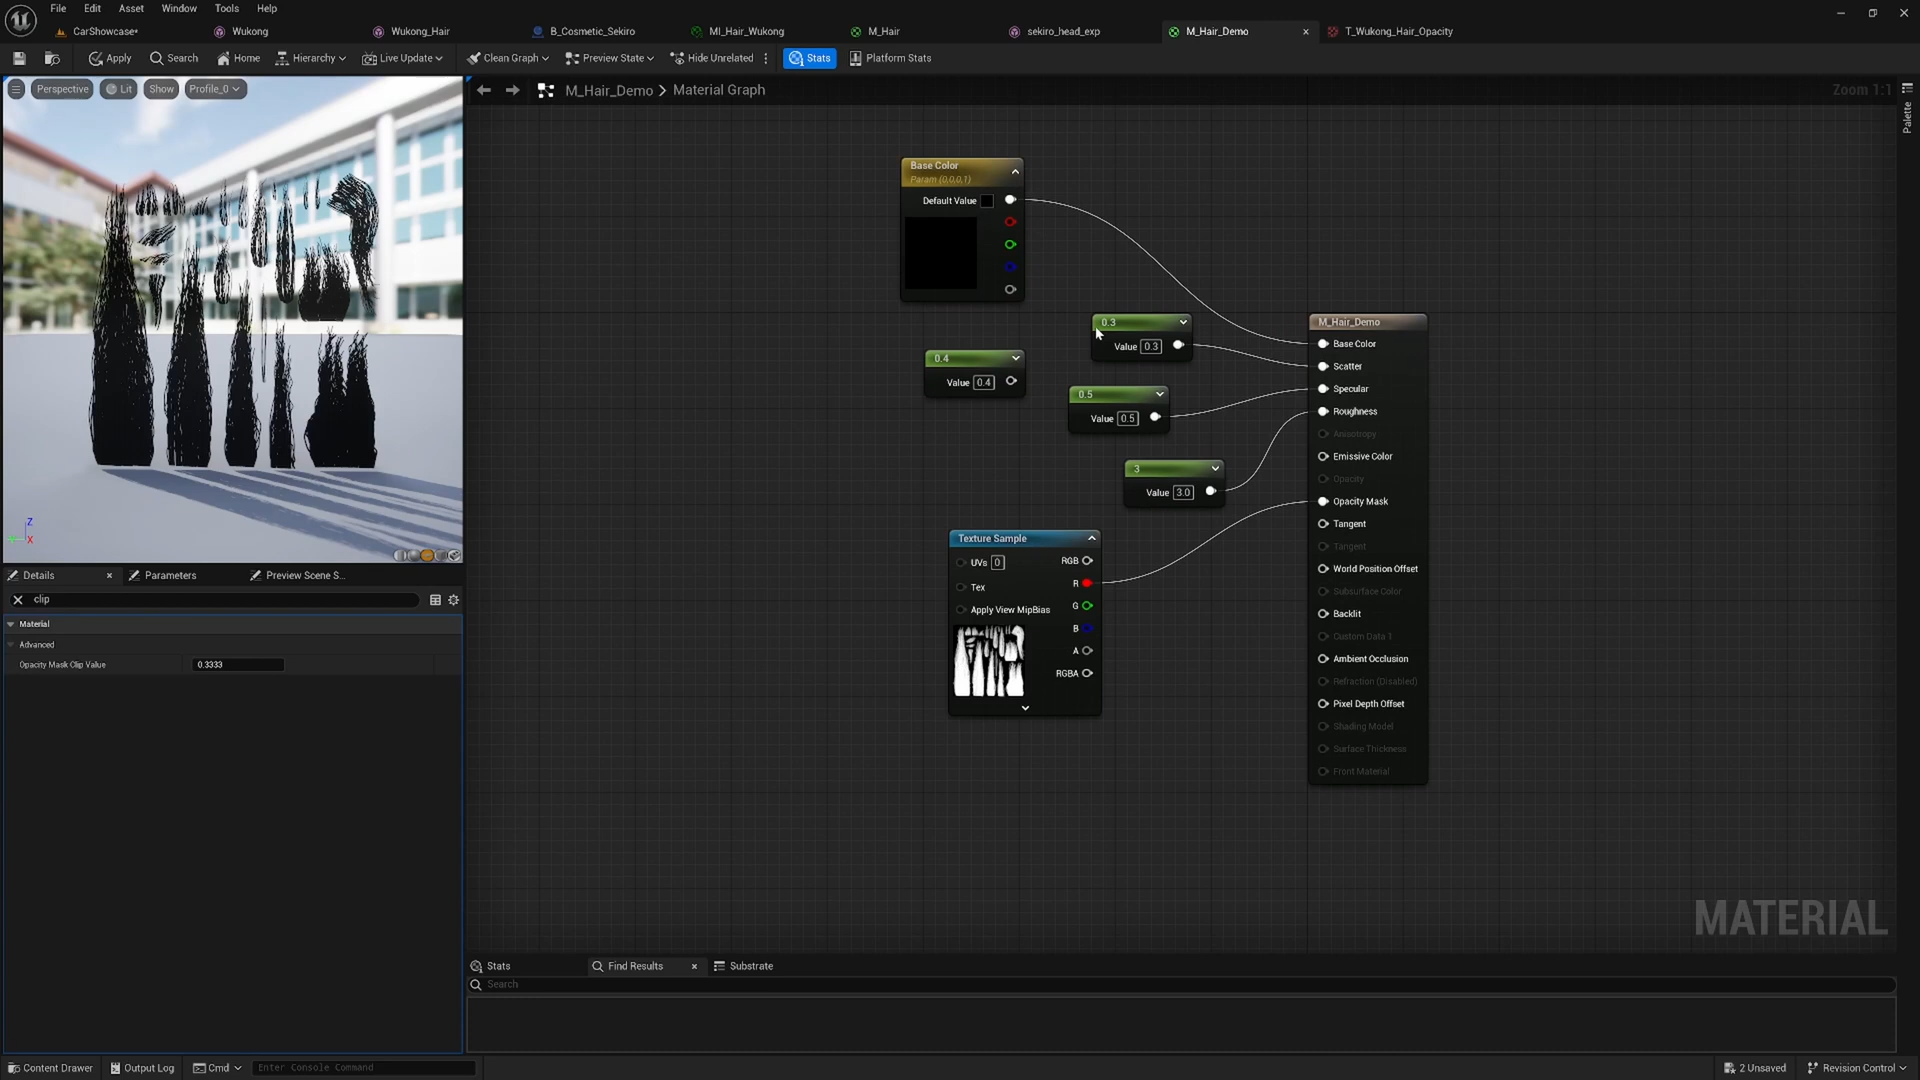 File Edit Asset Window Tools Help
CarShowcase* Wukong Wukong_Hair B_Cosmetic_Sekiro MI_Hair_Wukong M_Hair sekiro_head_exp M_Hair_Demo T_Wukong_Hair_Opacity
Apply Search Home Hierarchy Live Update Clean Graph Preview State Hide Unrelated Stats Platform Stats
Perspective Lit Show Profile_0
M_Hair_Demo > Material Graph
Zoom 1:1
Palette
Base Color
Param (0,0,0,1)
Default Value
0.3
Value 0.3
0.4
Value 0.4
0.5
Value 0.5
3
Value 3.0
Texture Sample
UVs 0 RGB
Tex R
Apply View MipBias G
B
A
RGBA
M_Hair_Demo
Base Color
Scatter
Specular
Roughness
Anisotropy
Emissive Color
Opacity
Opacity Mask
Tangent
Tangent
World Position Offset
Subsurface Color
Backlit
Custom Data 1
Ambient Occlusion
Refraction (Disabled)
Pixel Depth Offset
Shading Model
Surface Thickness
Front Material
MATERIAL
Z
X
Details Parameters Preview Scene S...
clip
Material
Advanced
Opacity Mask Clip Value 0.3333
Stats Find Results Substrate
Search
Content Drawer Output Log Cmd Enter Console Command 2 Unsaved Revision Control